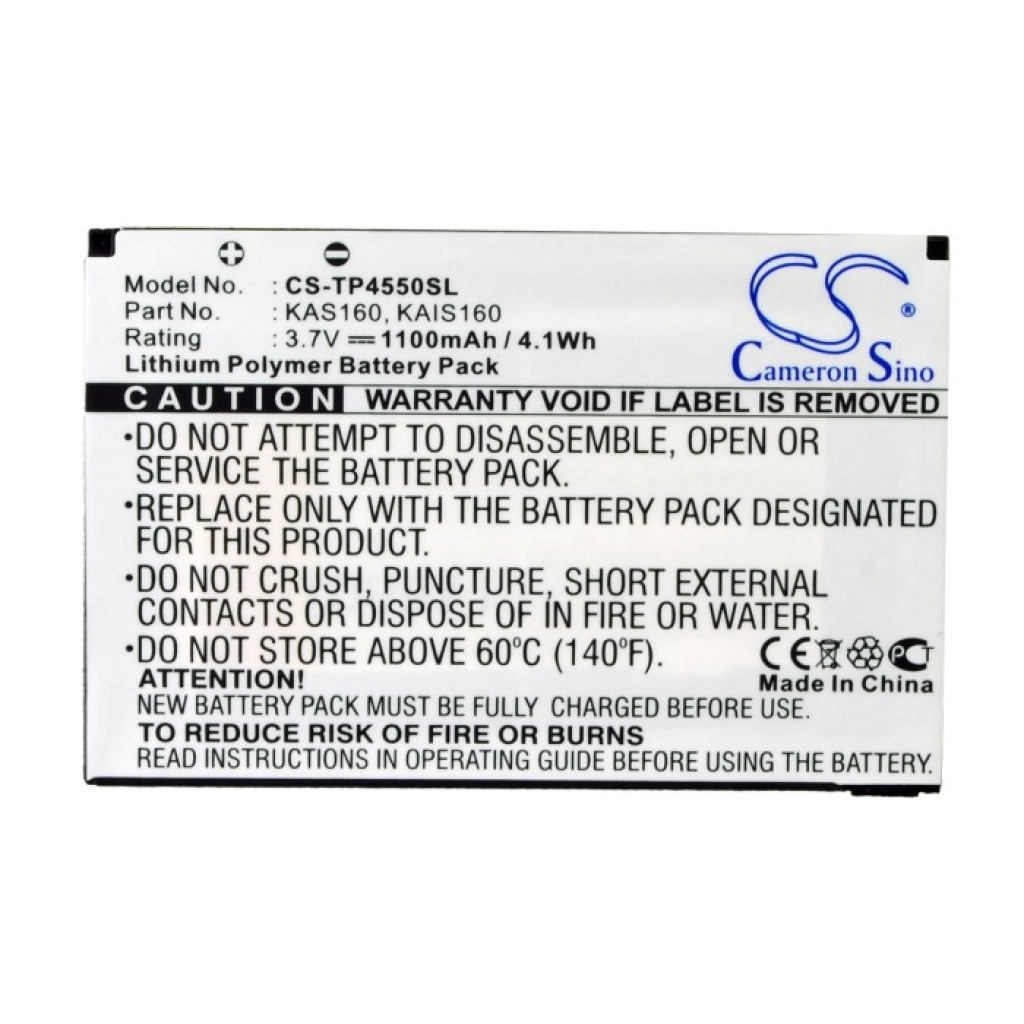 Model No. : CS-TP4550SL
Part No. : KAS160, KAIS160
Rating : 3.7V 1100mAh / 4.1Wh
Lithium Polymer Battery Pack
CS ®
Cameron Sino
CAUTION WARRANTY VOID IF LABEL IS REMOVED
•DO NOT ATTEMPT TO DISASSEMBLE, OPEN OR
SERVICE THE BATTERY PACK.
•REPLACE ONLY WITH THE BATTERY PACK DESIGNATED
FOR THIS PRODUCT.
•DO NOT CRUSH, PUNCTURE, SHORT EXTERNAL
CONTACTS OR DISPOSE OF IN FIRE OR WATER.
•DO NOT STORE ABOVE 60°C (140°F).
CE PCT
Made In China
ATTENTION!
NEW BATTERY PACK MUST BE FULLY CHARGED BEFORE USE.
TO REDUCE RISK OF FIRE OR BURNS
READ INSTRUCTIONS IN OPERATING GUIDE BEFORE USING THE BATTERY.